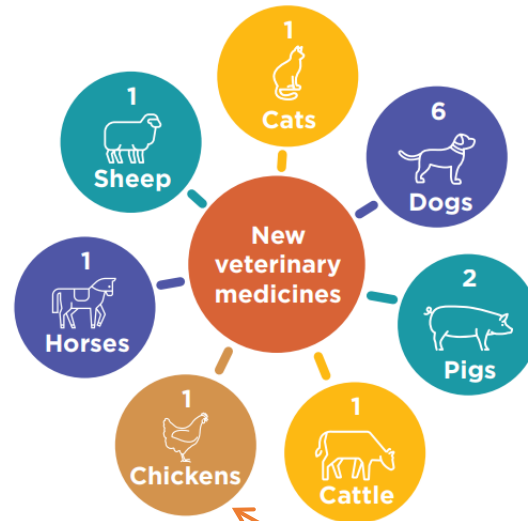 1
Cats
6
Dogs
2
Pigs
1
Cattle
1
Chickens
1
Horses
1
Sheep
New
veterinary
medicines